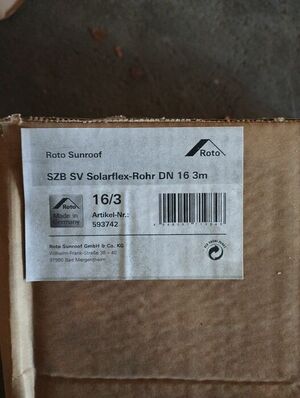 Roto Sunroof
Roto
SZB SV Solarflex-Rohr DN 16 3m
Roto
Made in
Germany
16/3
Artikel-Nr.:
593742
Roto Sunroof GmbH & Co. KG
Wilhelm-Frank-Straße 38 - 40
97980 Bad Mergentheim